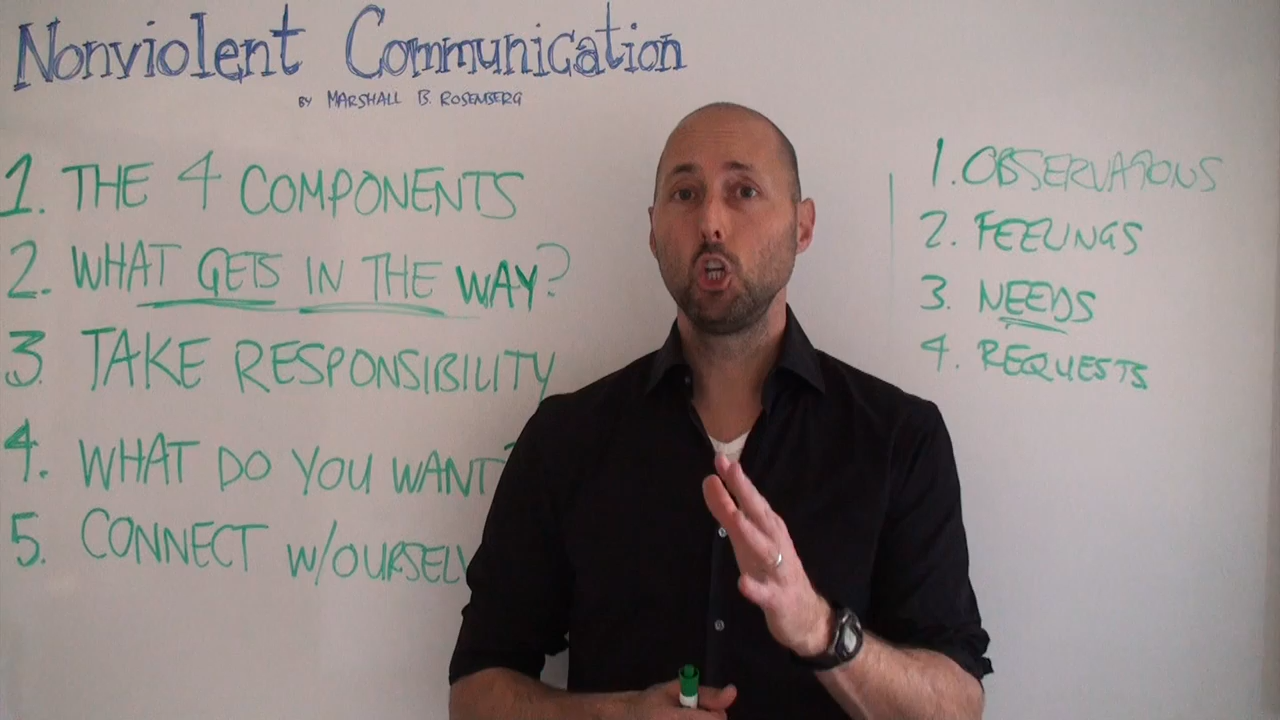 Nonviolent Communication
BY MARSHALL B. ROSENBERG
1. THE 4 COMPONENTS
2. WHAT GETS IN THE WAY?
3. TAKE RESPONSIBILITY
4. WHAT DO YOU WANT?
5. CONNECT W/OURSELV
1. OBSERVATIONS
2. FEELINGS
3. NEEDS
4. REQUESTS